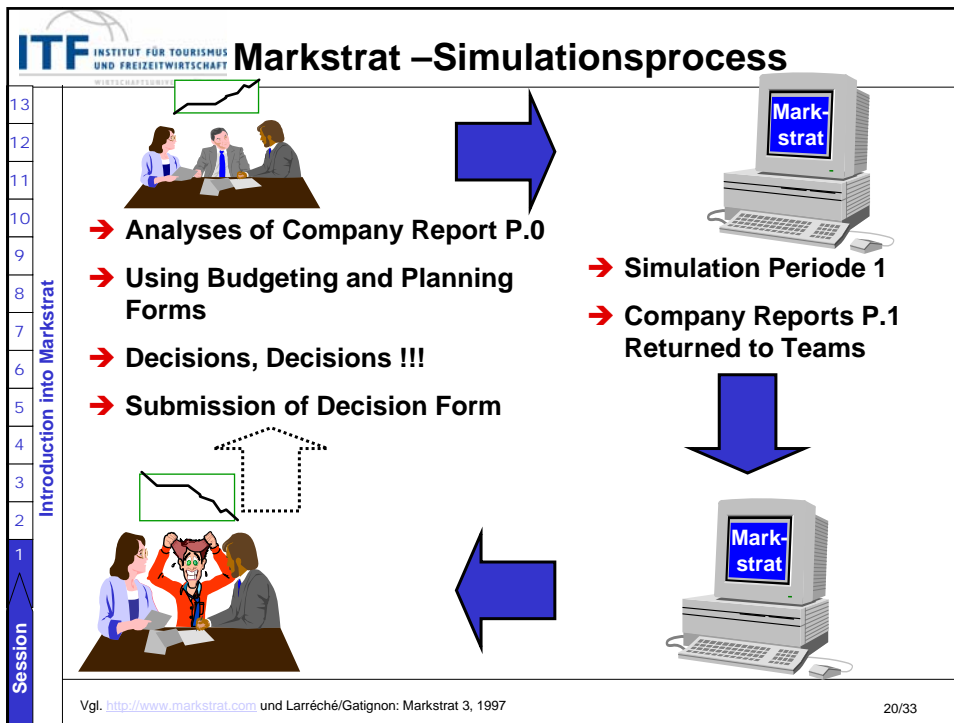 ITF INSTITUT FÜR TOURISMUS
UND FREIZEITWIRTSCHAFT
Markstrat –Simulationsprocess
13
12
11
10
9
8
7
6
5
4
3
2
1
Session
Introduction into Markstrat
Mark-
strat
➔ Analyses of Company Report P.0
➔ Using Budgeting and Planning
Forms
➔ Decisions, Decisions !!!
➔ Submission of Decision Form
➔ Simulation Periode 1
➔ Company Reports P.1
Returned to Teams
Mark-
strat
Vgl. http://www.markstrat.com und Larréché/Gatignon: Markstrat 3, 1997
20/33